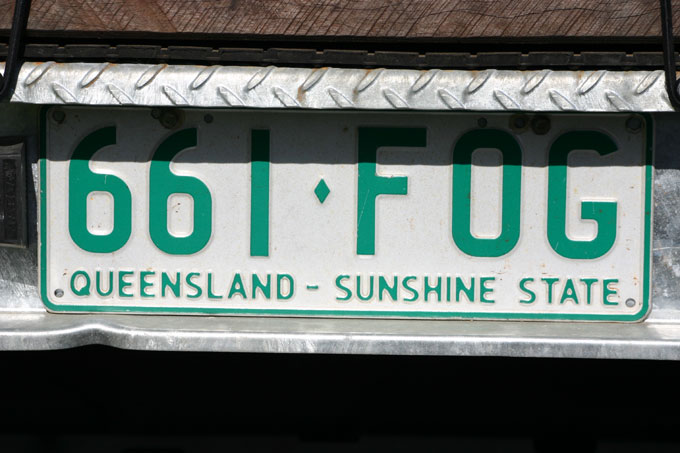 661♦FOG
QUEENSLAND - SUNSHINE STATE